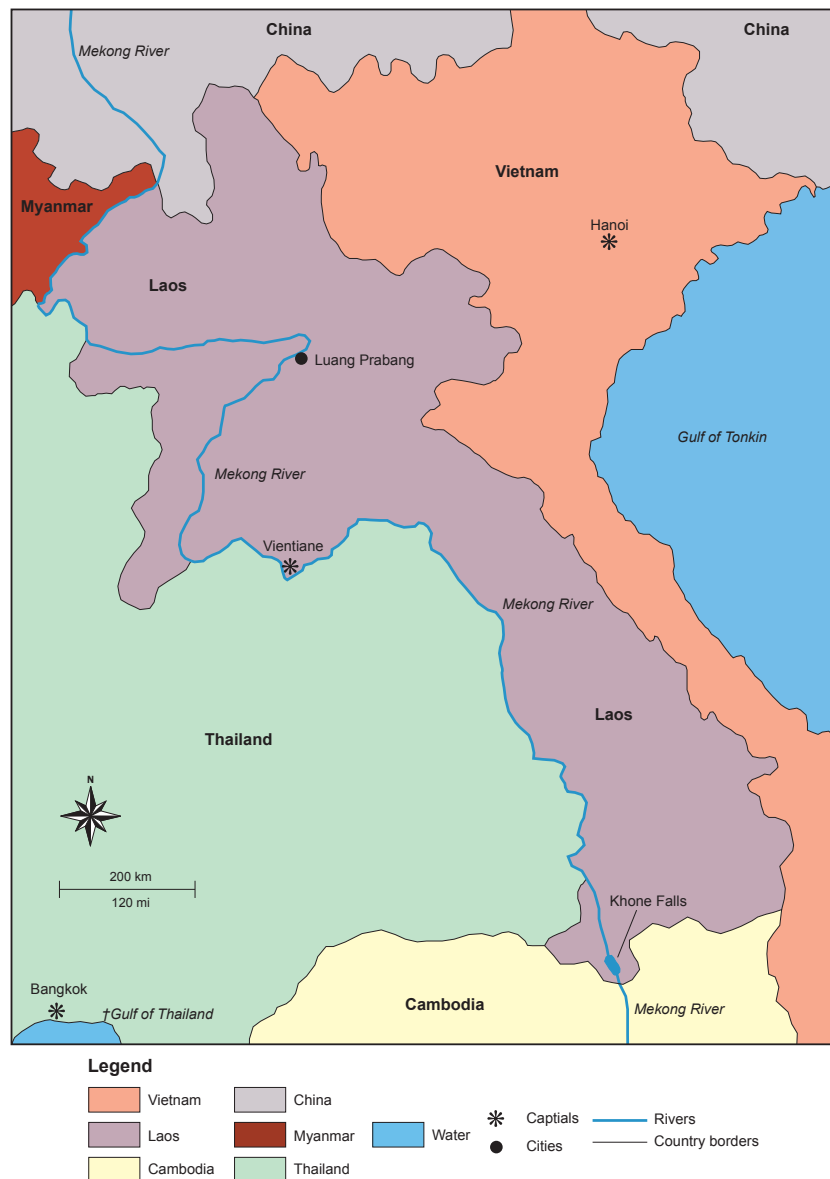 China
China
Mekong River
Vietnam
Myanmar
Hanoi
Laos
Luang Prabang
Gulf of Tonkin
Mekong River
Vientiane
Mekong River
Laos
Thailand
N
200 km
120 mi
Khone Falls
Bangkok
†Gulf of Thailand
Cambodia
Mekong River
Legend
Vietnam
China
Laos
Myanmar
Water
Captials
Rivers
Cities
Country borders
Cambodia
Thailand